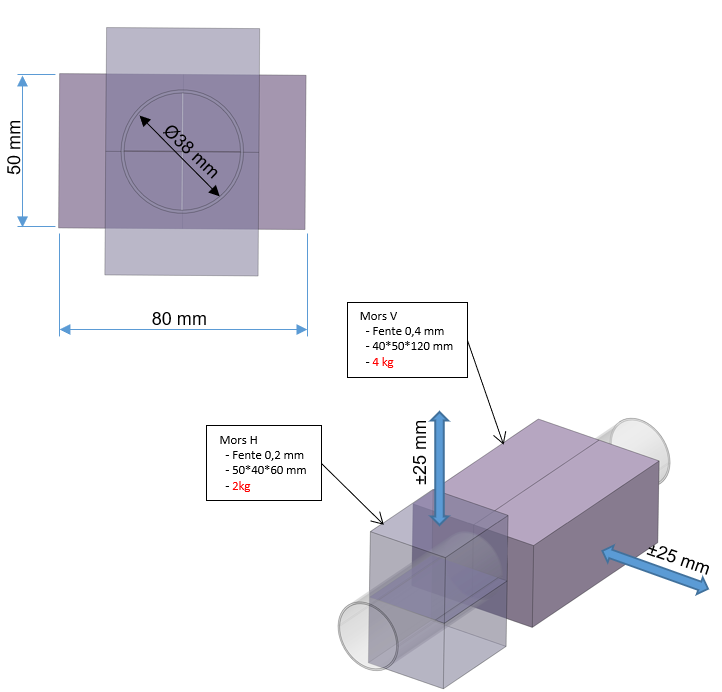 50 mm
Ø38 mm
80 mm
Mors V
- Fente 0,4 mm
- 40*50*120 mm
- 4 kg
Mors H
- Fente 0,2 mm
- 50*40*60 mm
- 2kg
±25 mm
±25 mm